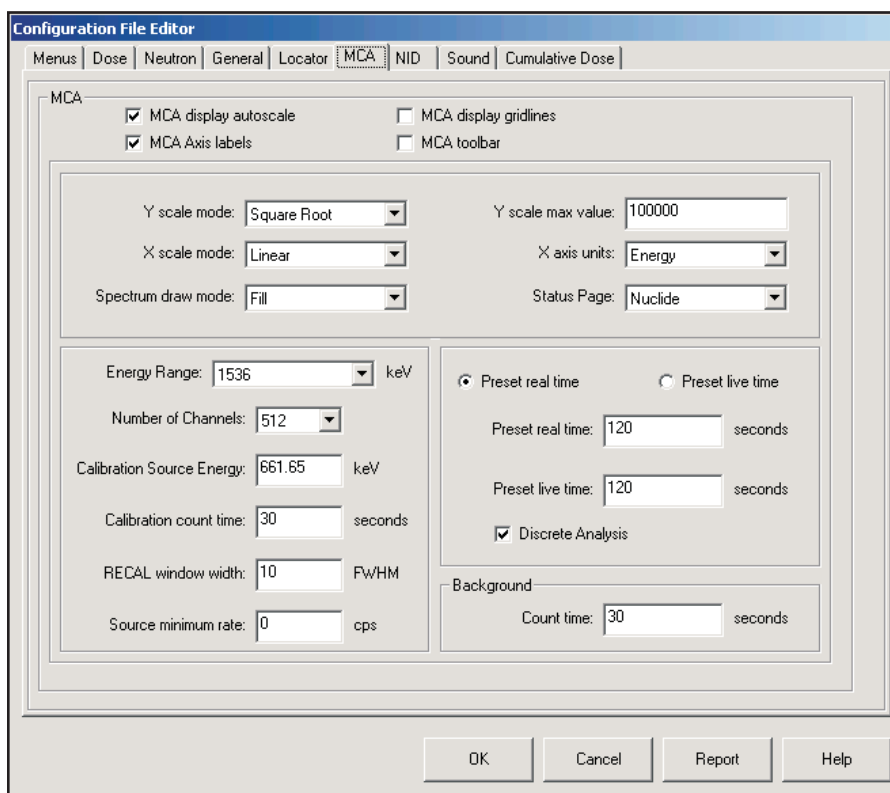 Configuration File Editor
Menus Dose Neutron General Locator MCA NID Sound Cumulative Dose
MCA
MCA display autoscale MCA display gridlines
MCA Axis labels MCA toolbar
Y scale mode: Square Root Y scale max value: 100000
X scale mode: Linear X axis units: Energy
Spectrum draw mode: Fill Status Page: Nuclide
Energy Range: 1536 keV
Number of Channels: 512
Calibration Source Energy: 661.65 keV
Calibration count time: 30 seconds
RECAL window width: 10 FWHM
Source minimum rate: 0 cps
Preset real time Preset live time
Preset real time: 120 seconds
Preset live time: 120 seconds
Discrete Analysis
Background
Count time: 30 seconds
OK Cancel Report Help